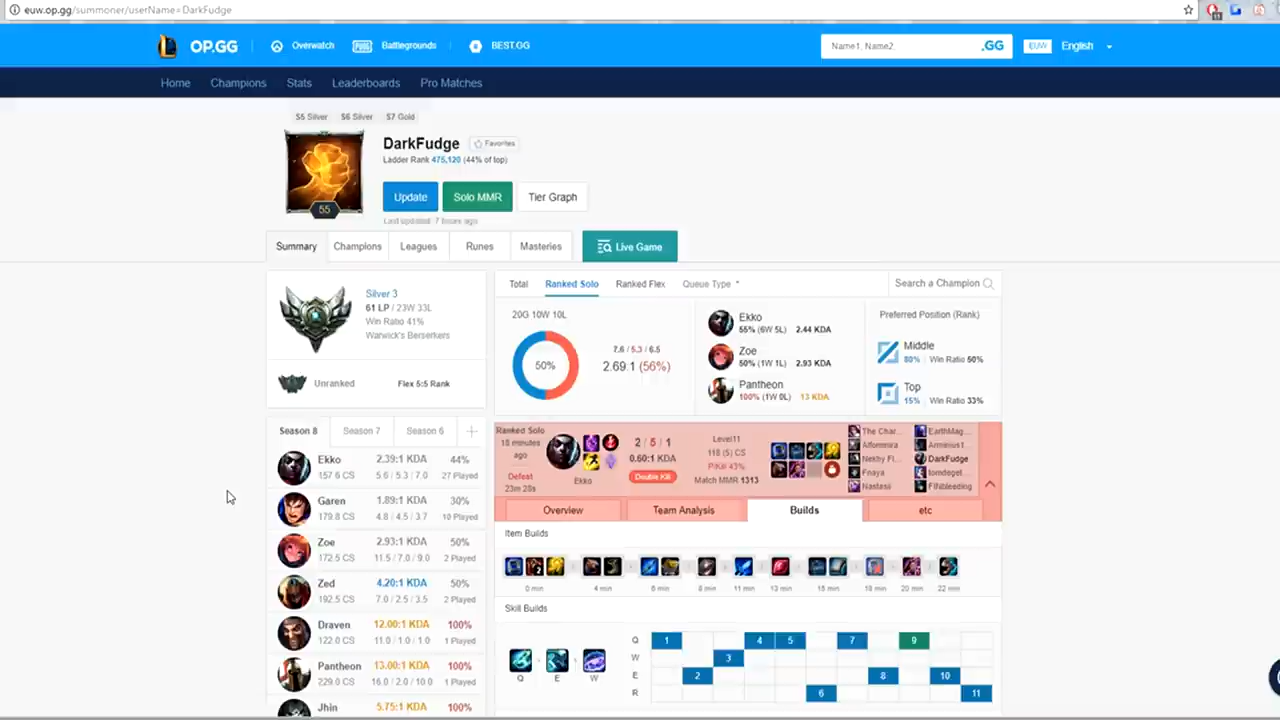 euw.op.gg/summoner/userName=DarkFudge
OP.GG Overwatch Battlegrounds BEST.GG Name1, Name2, .GG EUW English
Home Champions Stats Leaderboards Pro Matches
S5 Silver S6 Silver S7 Gold
DarkFudge Favorites
Ladder Rank 475,120 (44% of top)
Update Solo MMR Tier Graph
55
Last updated: 7 hours ago
Summary Champions Leagues Runes Masteries Live Game
Silver 3
61 LP / 23W 33L
Win Ratio 41%
Warwick's Berserkers
Unranked Flex 5:5 Rank
Total Ranked Solo Ranked Flex Queue Type Search a Champion
20G 10W 10L
50%
7.6 / 5.3 / 6.5
2.69:1 (56%)
Ekko
55% (6W 5L) 2.44 KDA
Zoe
50% (1W 1L) 2.93 KDA
Pantheon
100% (1W 0L) 13 KDA
Preferred Position (Rank)
Middle
80% Win Ratio 50%
Top
15% Win Ratio 33%
Season 8 Season 7 Season 6
Ekko 2.39:1 KDA 44%
157.6 CS 5.6 / 5.3 / 7.0 27 Played
Garen 1.89:1 KDA 30%
179.8 CS 4.8 / 4.5 / 3.7 10 Played
Zoe 2.93:1 KDA 50%
172.5 CS 11.5 / 7.0 / 9.0 2 Played
Zed 4.20:1 KDA 50%
192.5 CS 7.0 / 2.5 / 3.5 2 Played
Draven 12.00:1 KDA 100%
122.0 CS 11.0 / 1.0 / 1.0 1 Played
Pantheon 13.00:1 KDA 100%
229.0 CS 16.0 / 2.0 / 10.0 1 Played
Jhin 5.75:1 KDA 100%
Ranked Solo
18 minutes
ago
Defeat
23m 28s
Ekko
2 / 5 / 1
0.60:1 KDA
Double Kill
Level11
118 (5) CS
P/Kill 43%
Match MMR 1313
The Char...
Nekhy Fl...
Fnaya
Nastasi
EarthMag...
DarkFudge
Overview Team Analysis Builds etc
Item Builds
0 min 4 min 6 min 8 min 11 min 13 min 16 min 18 min 20 min 22 min
Skill Builds
Q E W
Q 1 4 5 7 9
W 3
E 2 8 10
R 6 11